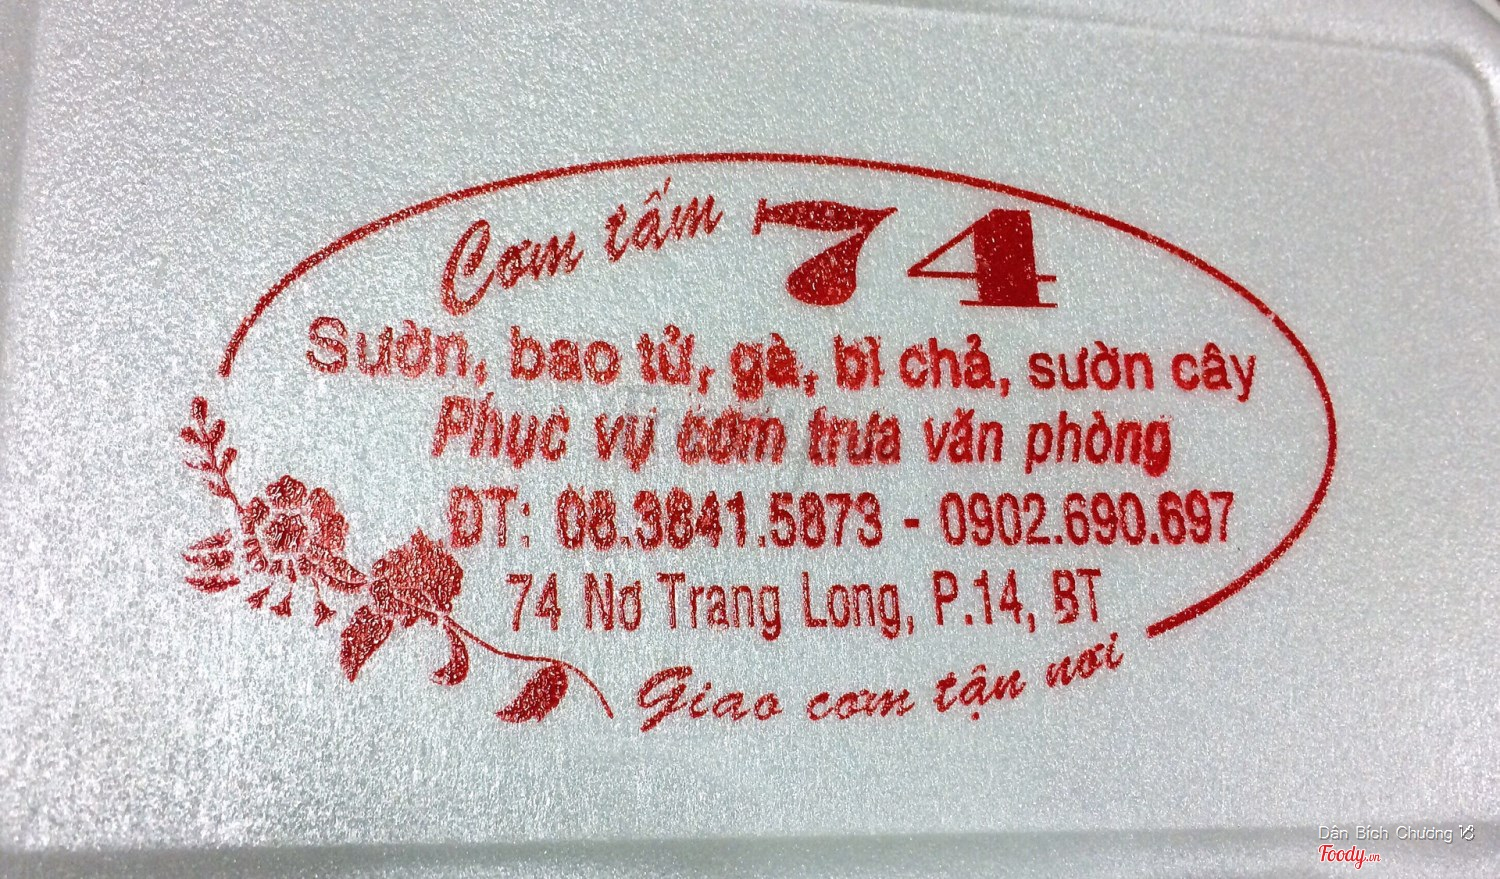 Cơm tấm 74
Sườn, bao tử, gà, bì chả, sườn cây
Phục vụ cơm trưa văn phòng
ĐT: 08.3841.5873 - 0902.690.697
74 Nơ Trang Long, P.14, BT
Giao cơm tận nơi
Dân Bích Chương
Foody.vn